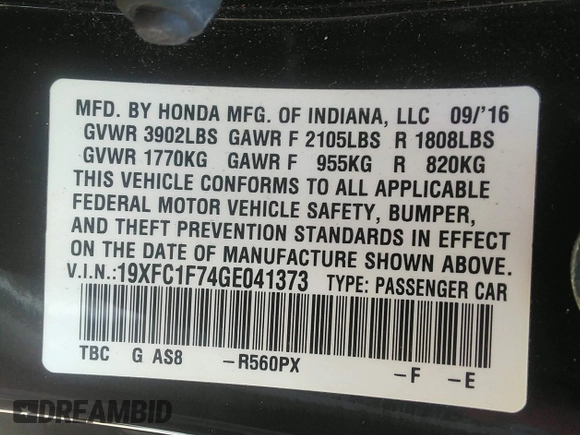 MFD. BY HONDA MFG. OF INDIANA, LLC 09/'16
GVWR 3902LBS GAWR F 2105LBS R 1808LBS
GVWR 1770KG GAWR F 955KG R 820KG
THIS VEHICLE CONFORMS TO ALL APPLICABLE
FEDERAL MOTOR VEHICLE SAFETY, BUMPER,
AND THEFT PREVENTION STANDARDS IN EFFECT
ON THE DATE OF MANUFACTURE SHOWN ABOVE.
V.I.N.:19XFC1F74GE041373 TYPE: PASSENGER CAR
TBC G AS8 –R560PX –F –E
DREAMBID